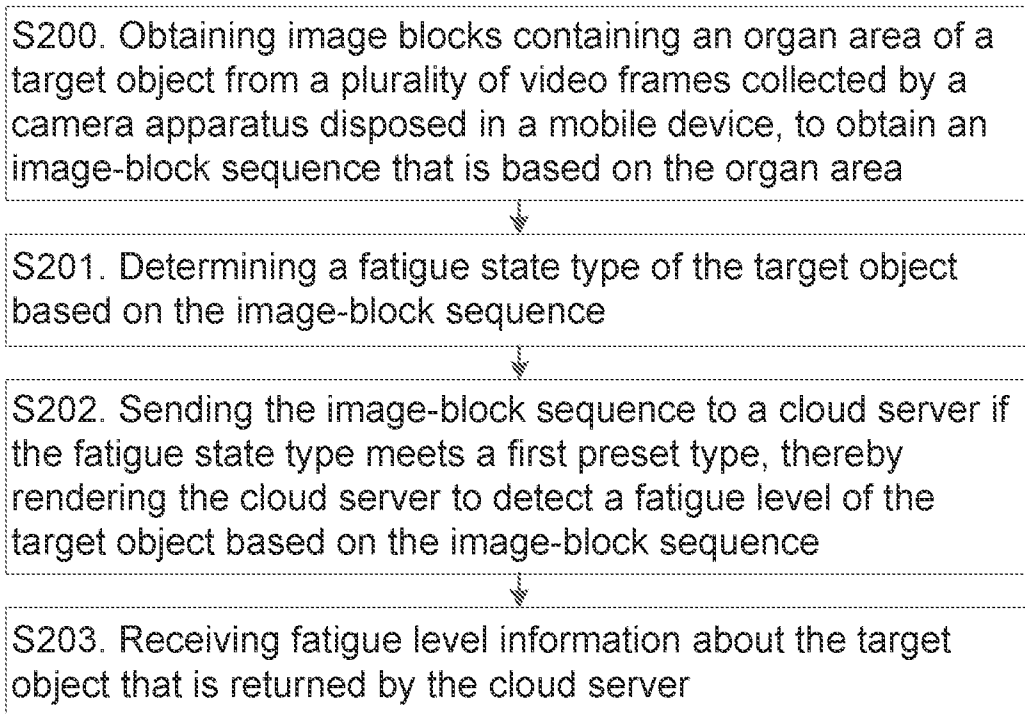 S200. Obtaining image blocks containing an organ area of a
target object from a plurality of video frames collected by a
camera apparatus disposed in a mobile device, to obtain an
image-block sequence that is based on the organ area
S201. Determining a fatigue state type of the target object
based on the image-block sequence
S202. Sending the image-block sequence to a cloud server if
the fatigue state type meets a first preset type, thereby
rendering the cloud server to detect a fatigue level of the
target object based on the image-block sequence
S203. Receiving fatigue level information about the target
object that is returned by the cloud server